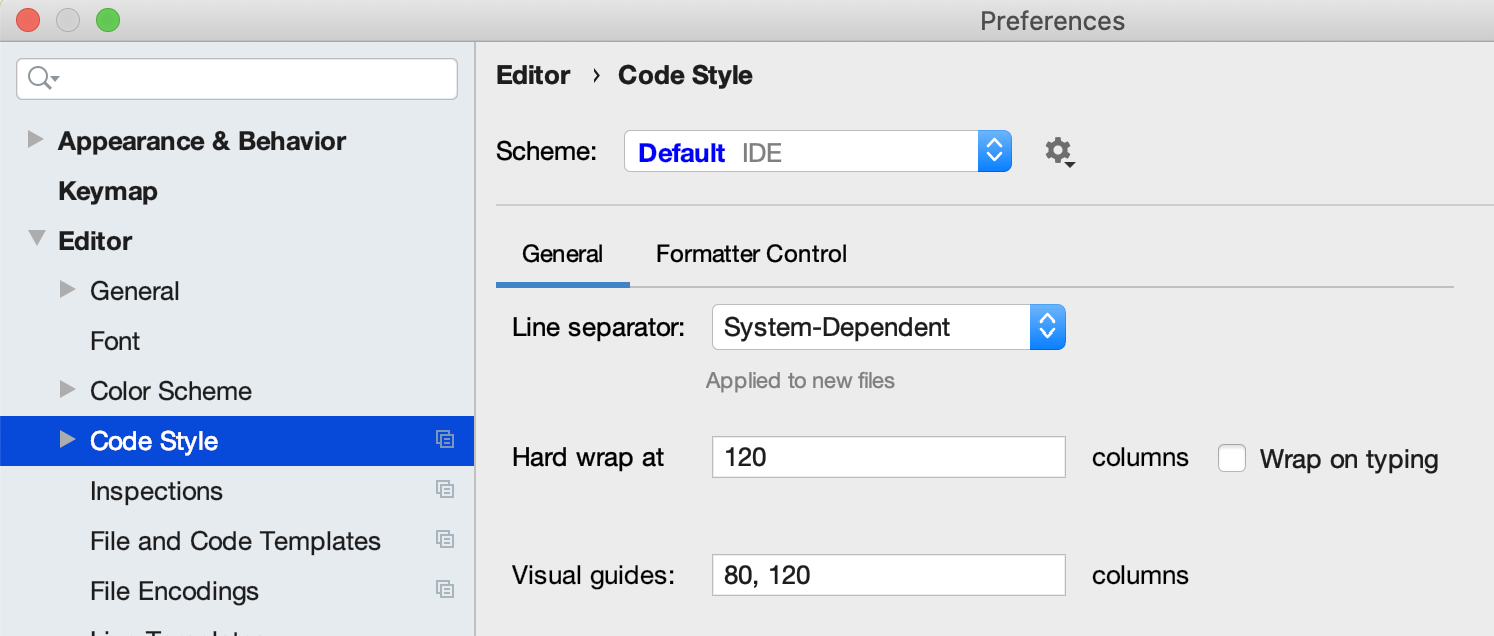 Preferences
Appearance & Behavior
Keymap
Editor
General
Font
Color Scheme
Code Style
Inspections
File and Code Templates
File Encodings
Editor › Code Style
Scheme: Default IDE
General Formatter Control
Line separator: System-Dependent
Applied to new files
Hard wrap at 120 columns Wrap on typing
Visual guides: 80, 120 columns